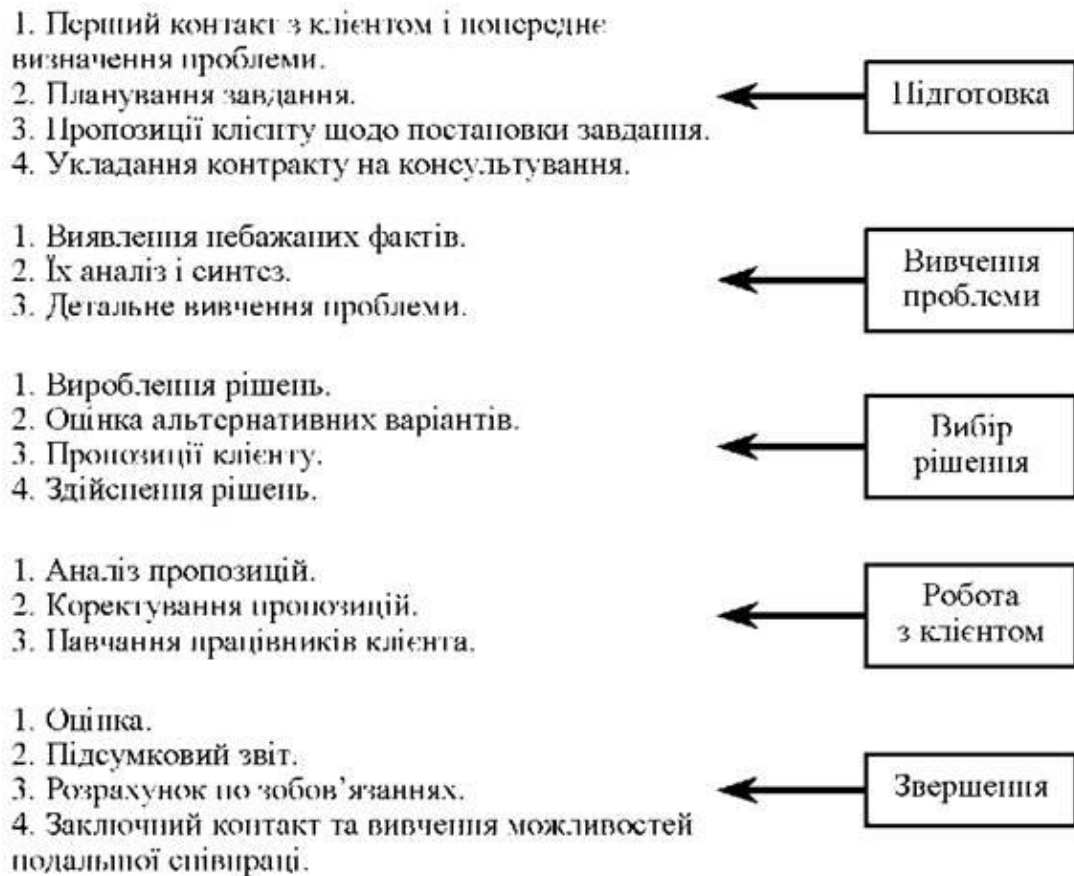 1. Перший контакт з клієнтом і попереднє
визначення проблеми.
2. Планування завдання.
3. Пропозиції клієнту щодо постановки завдання.
4. Укладання контракту на консультування.
Підготовка
1. Виявлення небажаних фактів.
2. Їх аналіз і синтез.
3. Детальне вивчення проблеми.
Вивчення
проблеми
1. Вироблення рішень.
2. Оцінка альтернативних варіантів.
3. Пропозиції клієнту.
4. Здійснення рішень.
Вибір
рішення
1. Аналіз пропозицій.
2. Коректування пропозицій.
3. Навчання працівників клієнта.
Робота
з клієнтом
1. Оцінка.
2. Підсумковий звіт.
3. Розрахунок по зобов’язаннях.
4. Заключний контакт та вивчення можливостей
подальшої співпраці.
Звершення